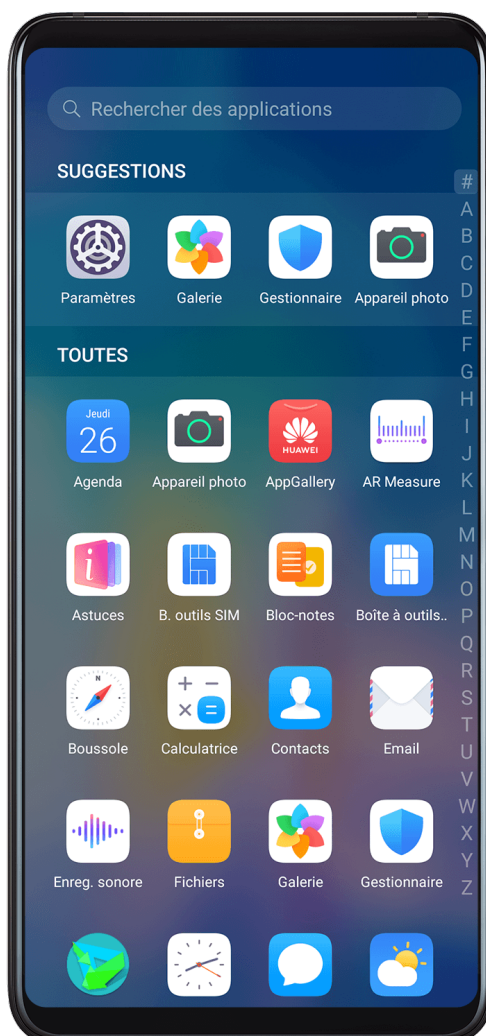 Rechercher des applications
SUGGESTIONS
#
A
B
C
D
E
F
G
H
I
J
K
L
M
N
O
P
Q
R
S
T
U
V
W
X
Y
Z
Paramètres Galerie Gestionnaire Appareil photo
TOUTES
Jeudi
26
HUAWEI
Agenda Appareil photo AppGallery AR Measure
i
Astuces B. outils SIM Bloc-notes Boîte à outils..
N
Boussole Calculatrice Contacts Email
Enreg. sonore Fichiers Galerie Gestionnaire